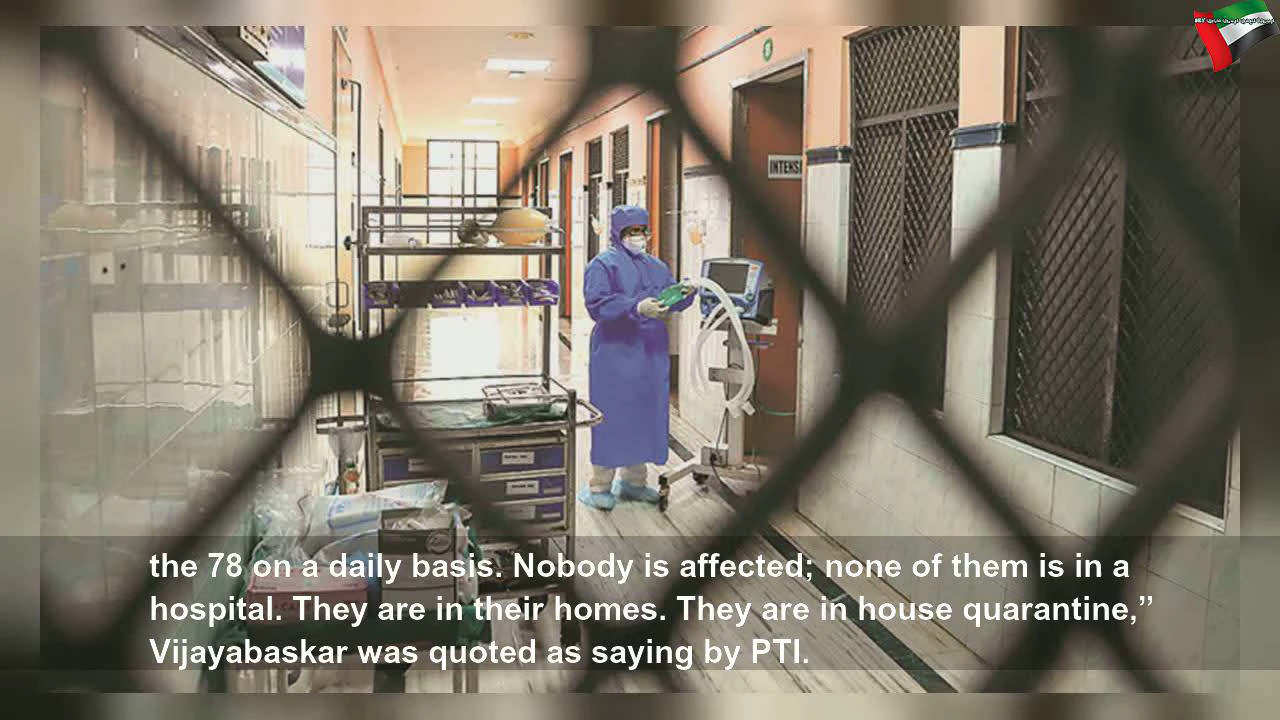 INTENSI
the 78 on a daily basis. Nobody is affected; none of them is in a
hospital. They are in their homes. They are in house quarantine,”
Vijayabaskar was quoted as saying by PTI.